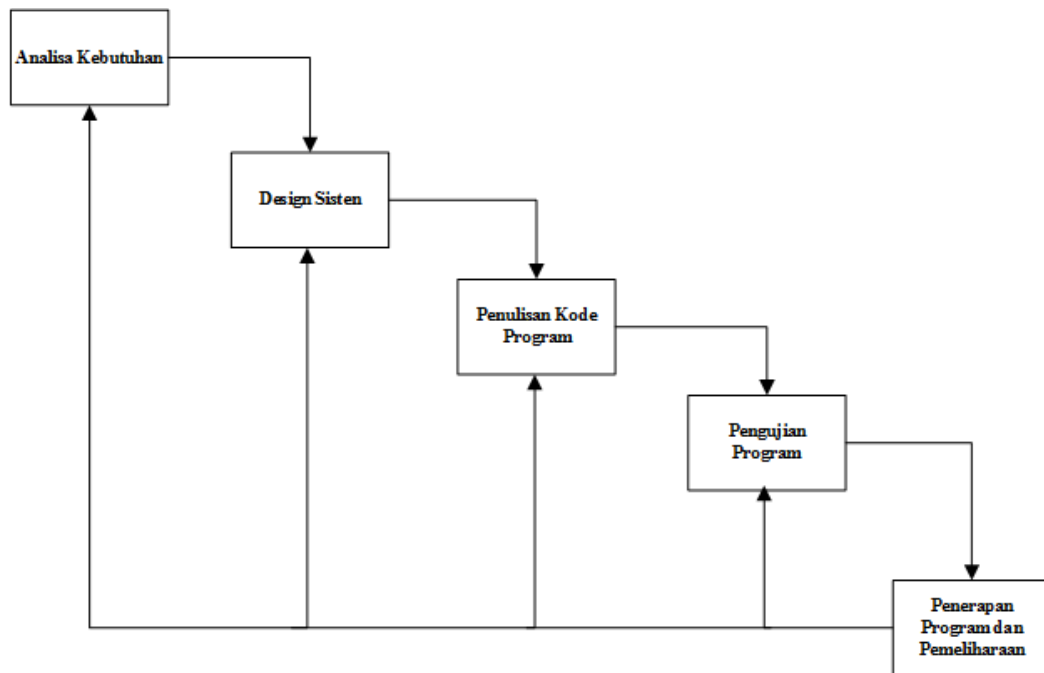 Analisa Kebutuhan
Design Sisten
Penulisan Kode
Program
Pengujian
Program
Penerapan
Program dan
Pemeliharaan